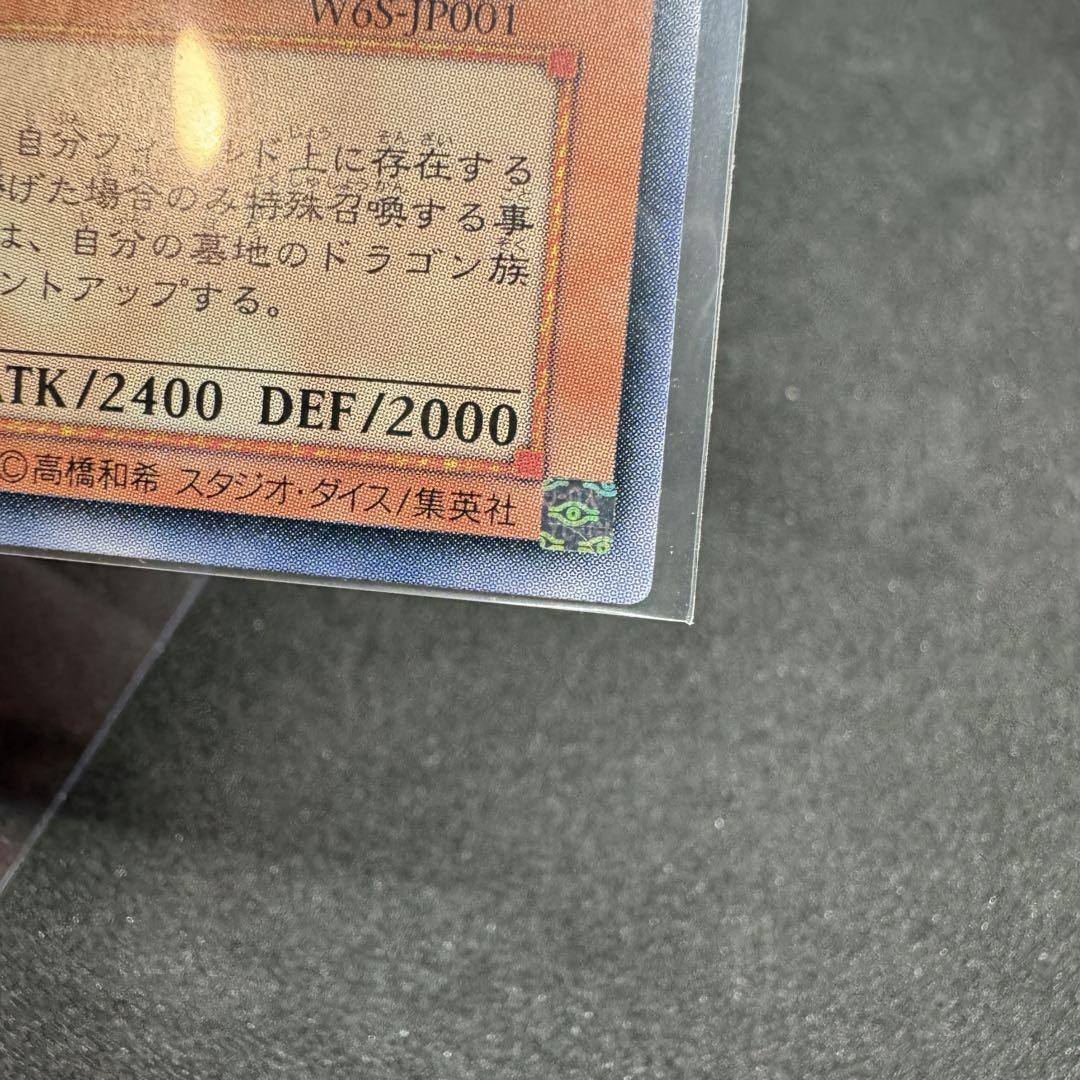 W6S-JP001
自分フィールド上に存在する
げた場合のみ特殊召喚する事
は、自分の墓地のドラゴン族
ントアップする。
ATK/2400 DEF/2000
©高橋和希 スタジオ・ダイス/集英社